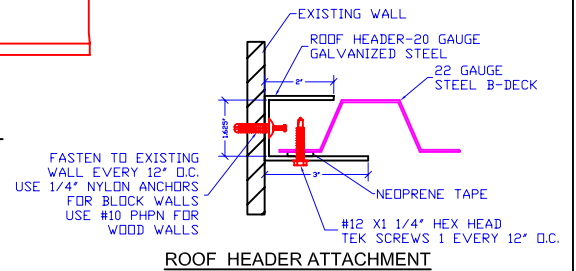 EXISTING WALL
ROOF HEADER-20 GAUGE
GALVANIZED STEEL
22 GAUGE
STEEL B-DECK
2"
1.625"
FASTEN TO EXISTING
WALL EVERY 12" O.C.
USE 1/4" NYLON ANCHORS
FOR BLOCK WALLS
USE #10 PHPN FOR
WOOD WALLS
3"
NEOPRENE TAPE
#12 X1 1/4" HEX HEAD
TEK SCREWS 1 EVERY 12" O.C.
ROOF HEADER ATTACHMENT